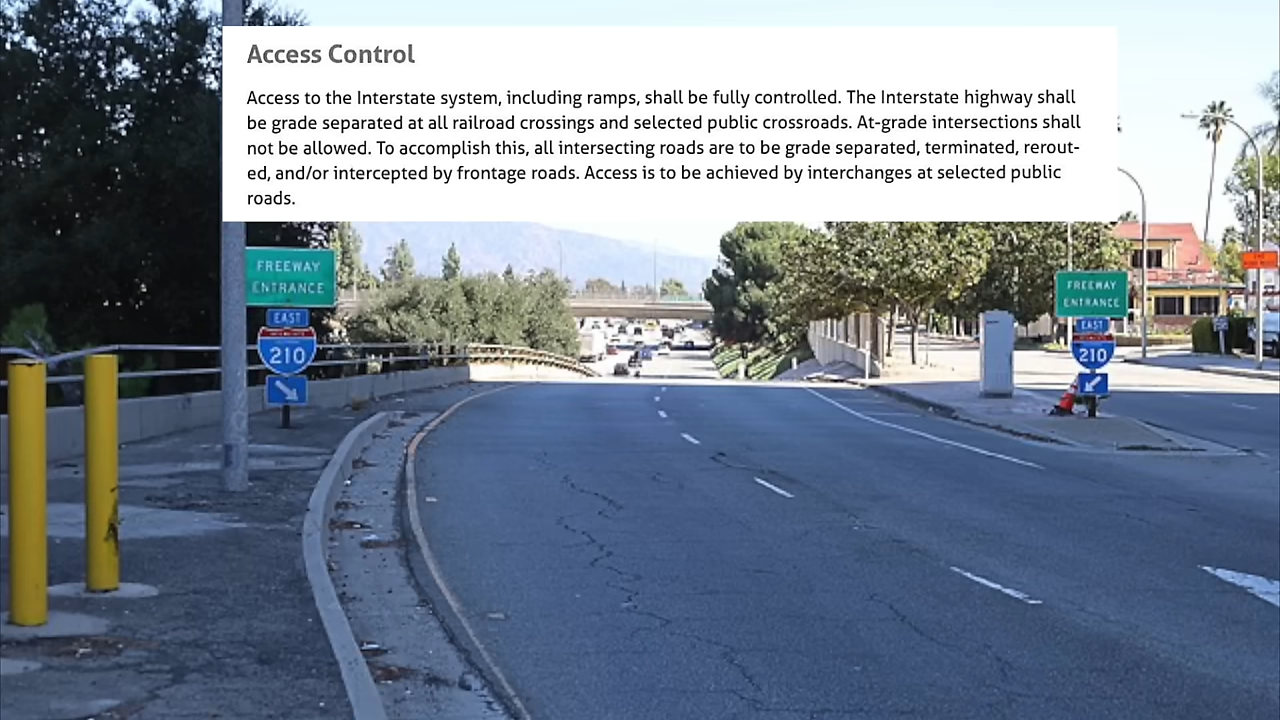 Access Control
Access to the Interstate system, including ramps, shall be fully controlled. The Interstate highway shall
be grade separated at all railroad crossings and selected public crossroads. At-grade intersections shall
not be allowed. To accomplish this, all intersecting roads are to be grade separated, terminated, rerout-
ed, and/or intercepted by frontage roads. Access is to be achieved by interchanges at selected public
roads.
FREEWAY
ENTRANCE
EAST
INTERSTATE
210
FREEWAY
ENTRANCE
EAST
210